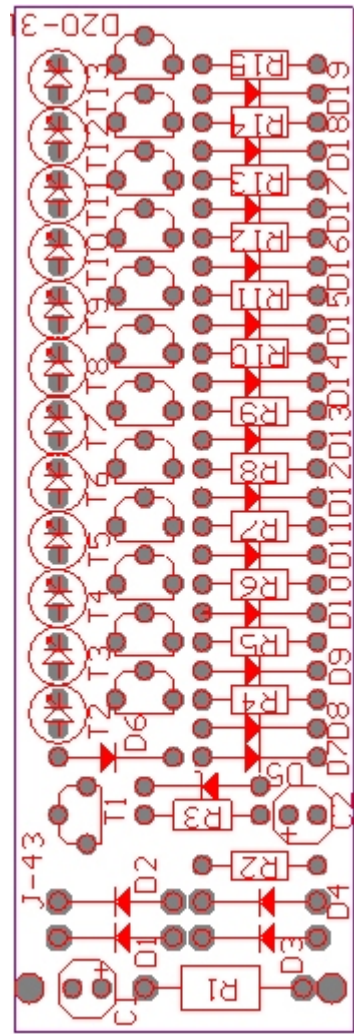 D20-31
R15
D19
T13
R14
D18
T12
R13
D17
T11
R12
D16
T10
R11
D15
T9
R10
D14
T8
R9
D13
T7
R8
D12
T6
R7
D11
T5
R6
D10
T4
R5
D9
T3
R4
D8
T2
D6
D7
D5
T1
R3
C2
J-43
R2
D2
D4
D1
D3
R1
C1